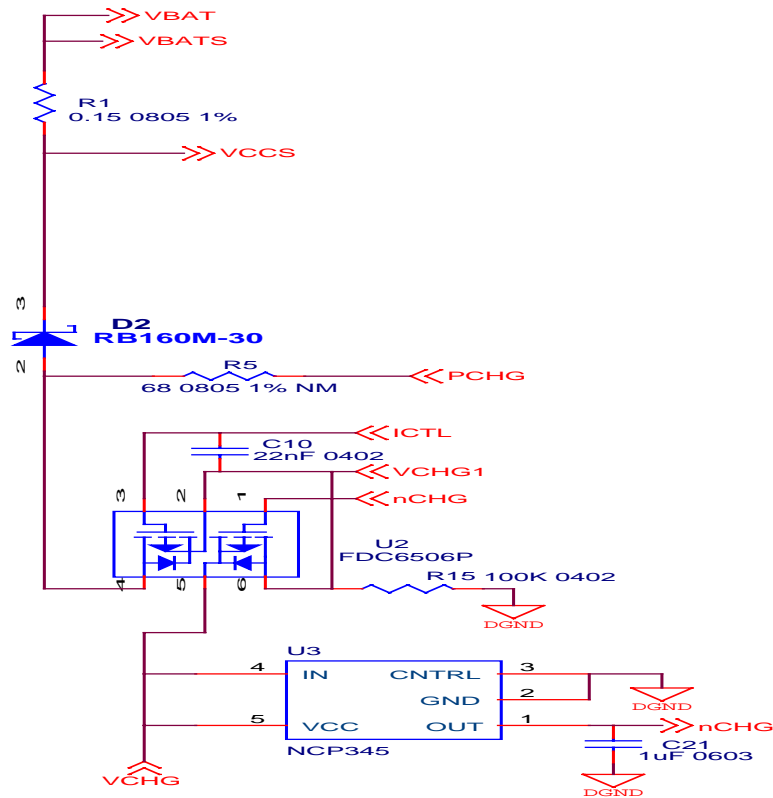 VBAT
VBATS
R1
0.15 0805 1%
VCCS
3
D2
RB160M-30
2
R5
PCHG
68 0805 1% NM
ICTL
C10
22nF 0402
VCHG1
3 2 1
nCHG
U2
FDC6506P
4 5 6
R15 100K 0402
DGND
U3
4 IN CNTRL 3
GND 2
DGND
5 VCC OUT 1
nCHG
NCP345
C21
1uF 0603
VCHG
DGND